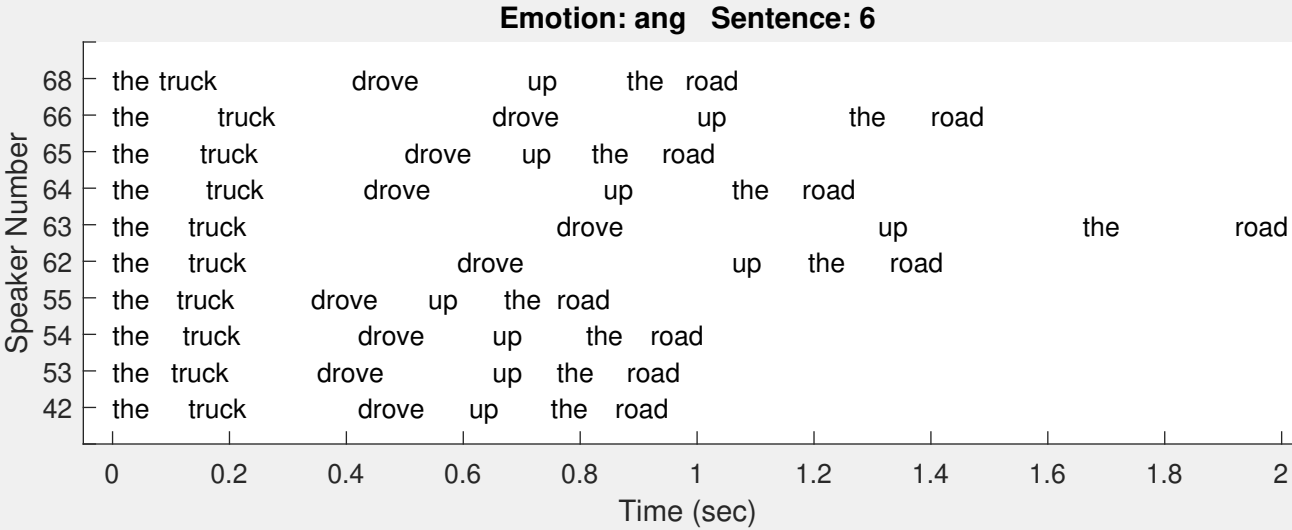 Emotion: ang   Sentence: 6
68 the truck drove up the road
66 the truck drove up the road
65 the truck drove up the road
64 the truck drove up the road
63 the truck drove up the road
62 the truck drove up the road
55 the truck drove up the road
54 the truck drove up the road
53 the truck drove up the road
42 the truck drove up the road
Speaker Number
0 0.2 0.4 0.6 0.8 1 1.2 1.4 1.6 1.8 2
Time (sec)